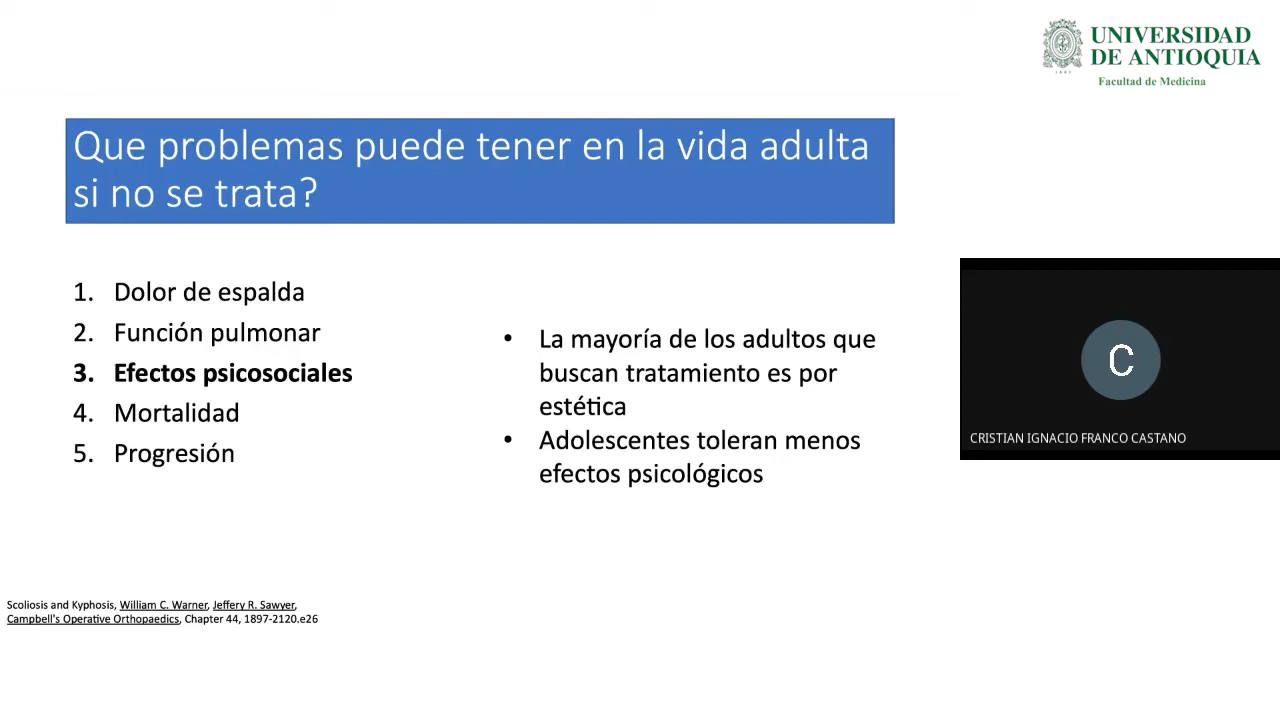 UNIVERSIDAD
DE ANTIOQUIA
1803
Facultad de Medicina
Que problemas puede tener en la vida adulta
si no se trata?
1. Dolor de espalda
2. Función pulmonar
3. Efectos psicosociales
4. Mortalidad
5. Progresión
• La mayoría de los adultos que
buscan tratamiento es por
estética
• Adolescentes toleran menos
efectos psicológicos
C
CRISTIAN IGNACIO FRANCO CASTANO
Scoliosis and Kyphosis, William C. Warner, Jeffery R. Sawyer,
Campbell's Operative Orthopaedics, Chapter 44, 1897-2120.e26